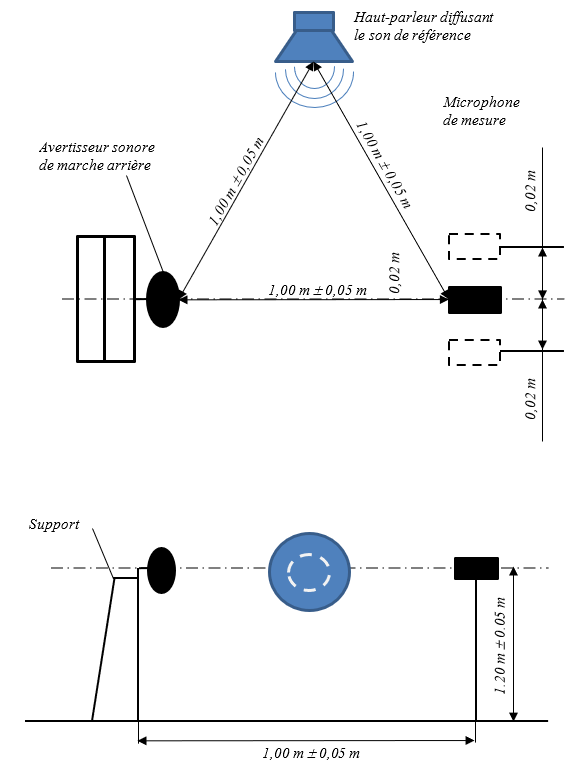 Haut-parleur diffusant
le son de référence
Microphone
de mesure
Avertisseur sonore
de marche arrière
1,00 m ± 0,05 m
1,00 m ± 0,05 m
0,02 m
0,02 m
1,00 m ± 0,05 m
0,02 m
Support
1.20 m ± 0.05 m
1,00 m ± 0,05 m